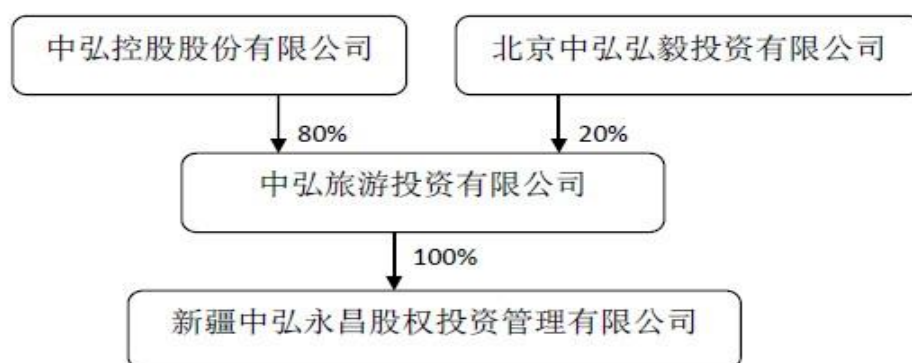 中弘控股股份有限公司
北京中弘弘毅投资有限公司
80%
20%
中弘旅游投资有限公司
100%
新疆中弘永昌股权投资管理有限公司